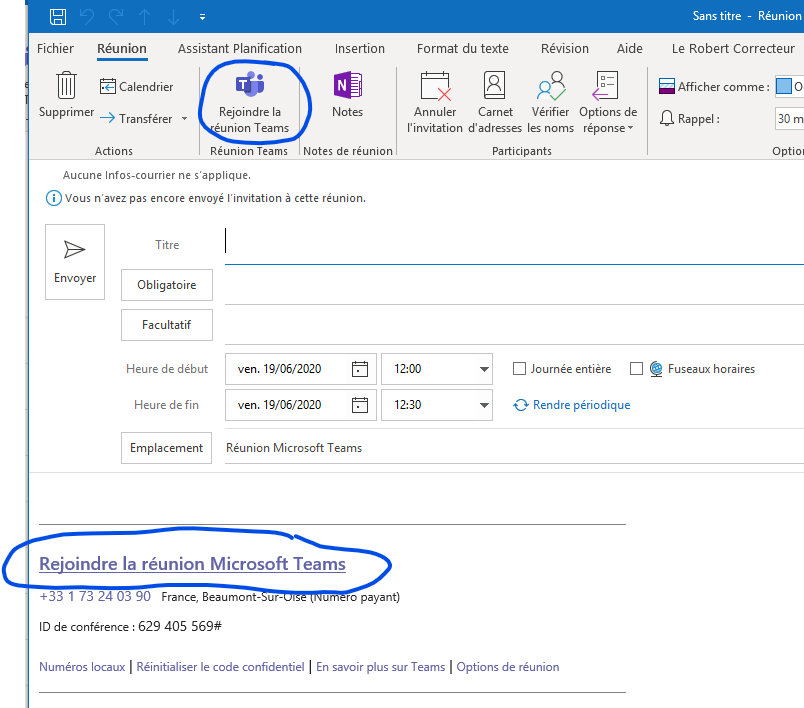 Sans titre - Réunion
Fichier Réunion Assistant Planification Insertion Format du texte Révision Aide Le Robert Correcteur
Supprimer
Calendrier
Transférer
Actions
Rejoindre la
réunion Teams
Réunion Teams
Notes
Notes de réunion
Annuler
l'invitation
Carnet
d'adresses
Vérifier
les noms
Options de
réponse
Participants
Afficher comme :
Rappel : 30 m
Aucune Infos-courrier ne s'applique.
Vous n'avez pas encore envoyé l'invitation à cette réunion.
Envoyer
Titre
Obligatoire
Facultatif
Heure de début ven. 19/06/2020 12:00 Journée entière Fuseaux horaires
Heure de fin ven. 19/06/2020 12:30 Rendre périodique
Emplacement Réunion Microsoft Teams
Rejoindre la réunion Microsoft Teams
+33 1 73 24 03 90 France, Beaumont-Sur-Oise (Numéro payant)
ID de conférence : 629 405 569#
Numéros locaux | Réinitialiser le code confidentiel | En savoir plus sur Teams | Options de réunion